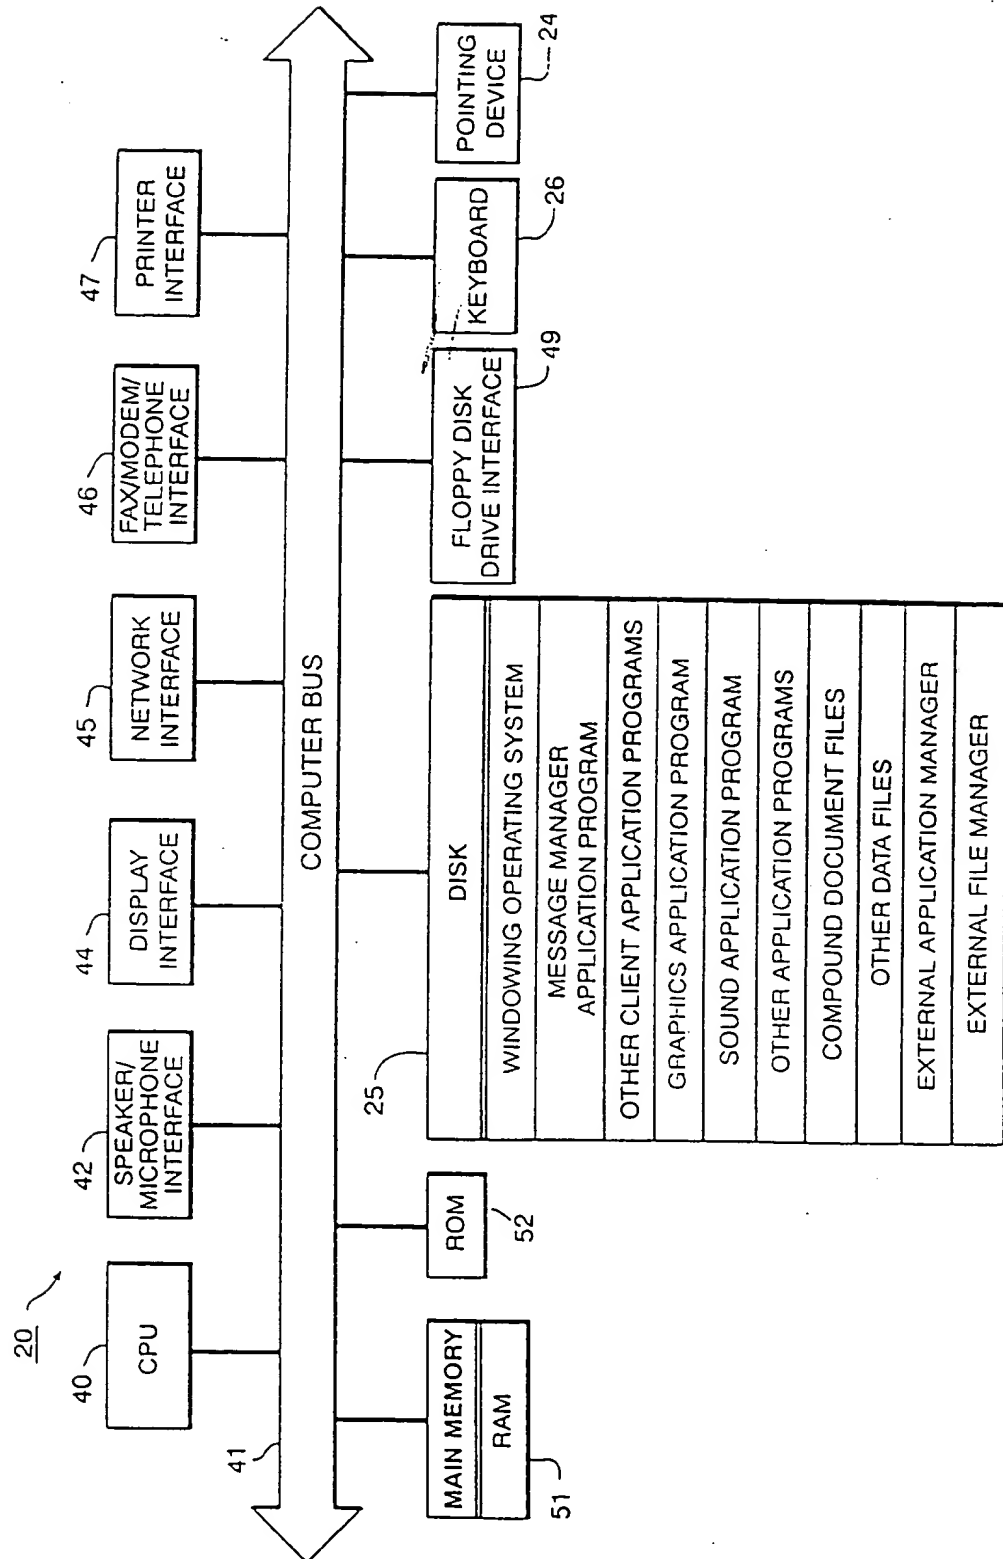 20
40
CPU
42
SPEAKER/
MICROPHONE
INTERFACE
44
DISPLAY
INTERFACE
45
NETWORK
INTERFACE
46
FAX/MODEM/
TELEPHONE
INTERFACE
47
PRINTER
INTERFACE
41
COMPUTER BUS
MAIN MEMORY
RAM
51
ROM
52
25
DISK
WINDOWING OPERATING SYSTEM
MESSAGE MANAGER
APPLICATION PROGRAM
OTHER CLIENT APPLICATION PROGRAMS
GRAPHICS APPLICATION PROGRAM
SOUND APPLICATION PROGRAM
OTHER APPLICATION PROGRAMS
COMPOUND DOCUMENT FILES
OTHER DATA FILES
EXTERNAL APPLICATION MANAGER
EXTERNAL FILE MANAGER
FLOPPY DISK
DRIVE INTERFACE
49
KEYBOARD
26
POINTING
DEVICE
24